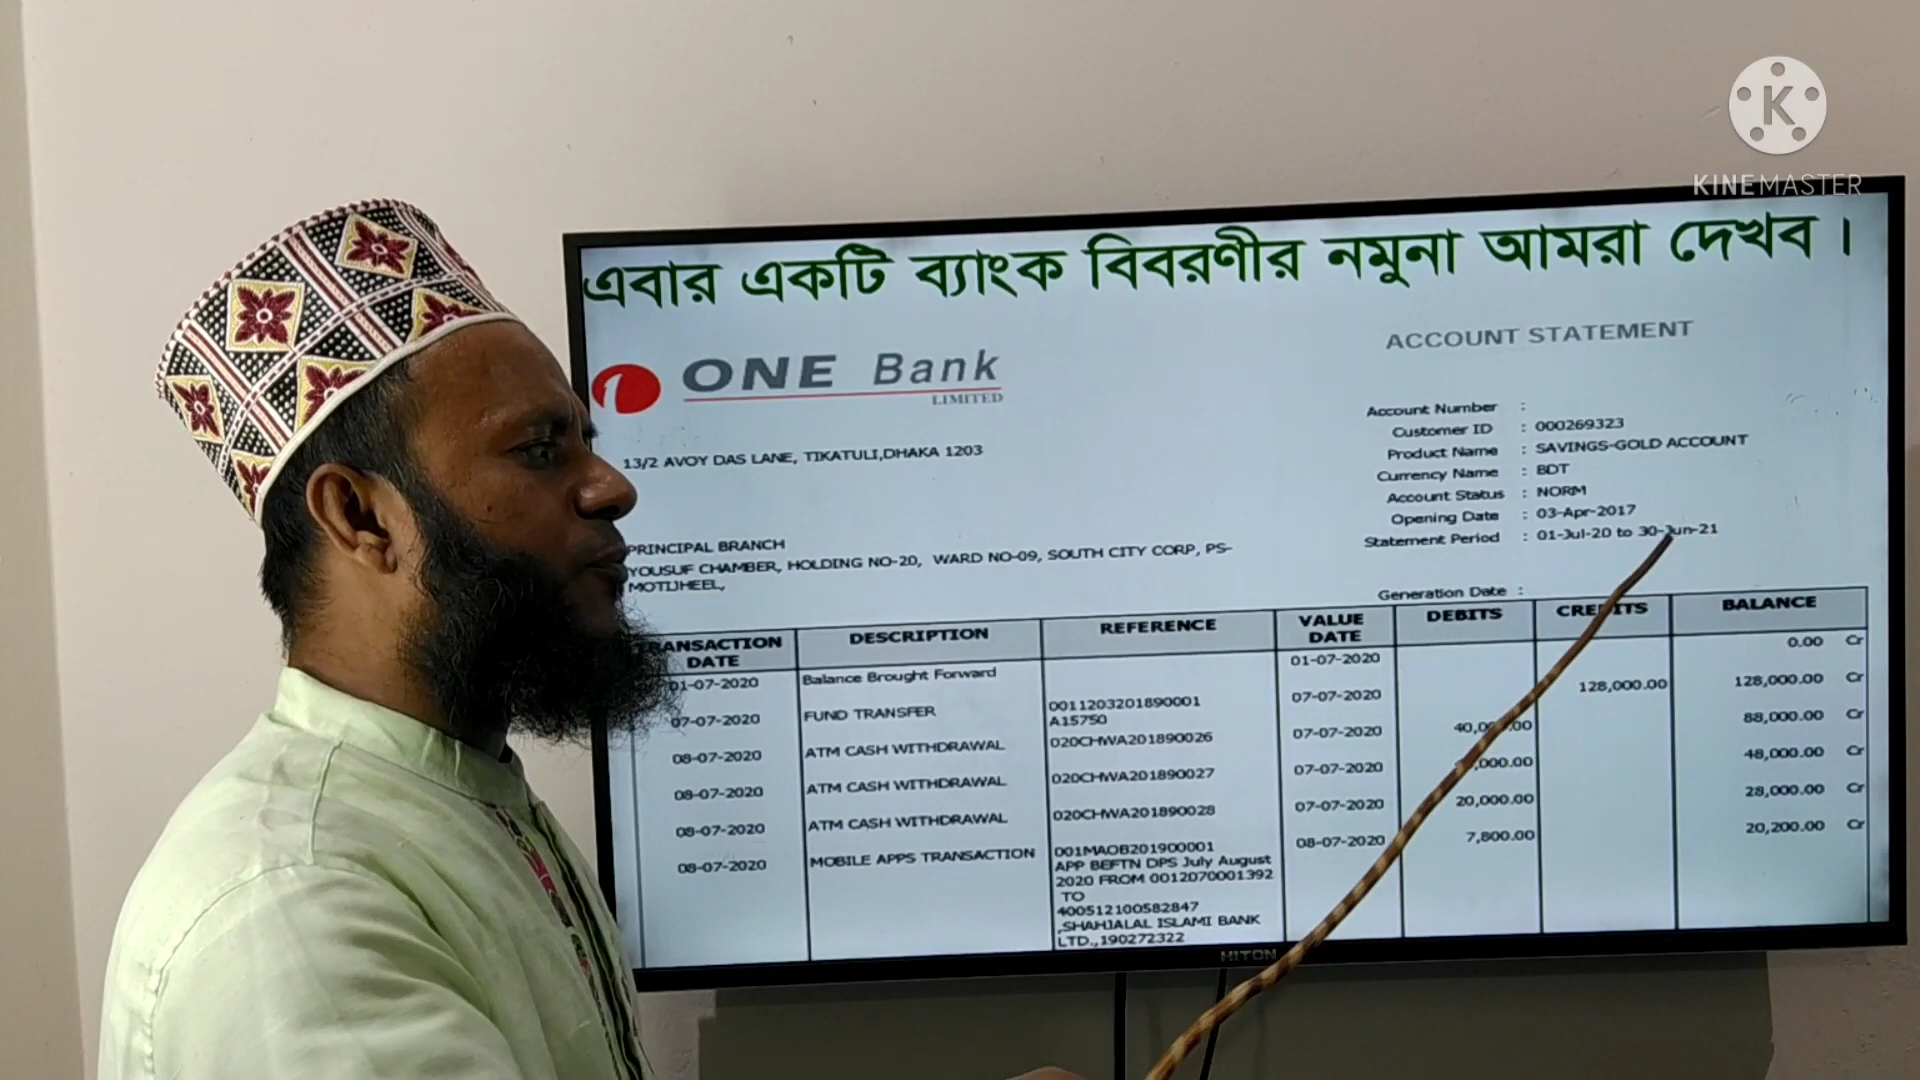 K
KINEMASTER
এবার একটি ব্যাংক বিবরণীর নমুনা আমরা দেখব ।
ACCOUNT STATEMENT
ONE Bank
LIMITED
13/2 AVOY DAS LANE, TIKATULI,DHAKA 1203
Account Number :
Customer ID : 000269323
Product Name : SAVINGS-GOLD ACCOUNT
Currency Name : BDT
Account Status : NORM
Opening Date : 03-Apr-2017
Statement Period : 01-Jul-20 to 30-Jun-21
PRINCIPAL BRANCH
YOUSUF CHAMBER, HOLDING NO-20, WARD NO-09, SOUTH CITY CORP, PS-
MOTIJHEEL,
Generation Date :
RANSACTION DATE DESCRIPTION REFERENCE VALUE DATE DEBITS CREDITS BALANCE
01-07-2020 Balance Brought Forward 01-07-2020 0.00 Cr
07-07-2020 FUND TRANSFER 0011203201890001 07-07-2020 128,000.00 128,000.00 Cr
A15750
08-07-2020 ATM CASH WITHDRAWAL 020CHWA201890026 07-07-2020 40,000.00 88,000.00 Cr
08-07-2020 ATM CASH WITHDRAWAL 020CHWA201890027 07-07-2020 ,000.00 48,000.00 Cr
08-07-2020 ATM CASH WITHDRAWAL 020CHWA201890028 07-07-2020 20,000.00 28,000.00 Cr
08-07-2020 MOBILE APPS TRANSACTION 001MAOB201900001 08-07-2020 7,800.00 20,200.00 Cr
APP BEFTN DPS July August
2020 FROM 0012070001392
TO
400512100582847
,SHAHJALAL ISLAMI BANK
LTD.,190272322
HITON